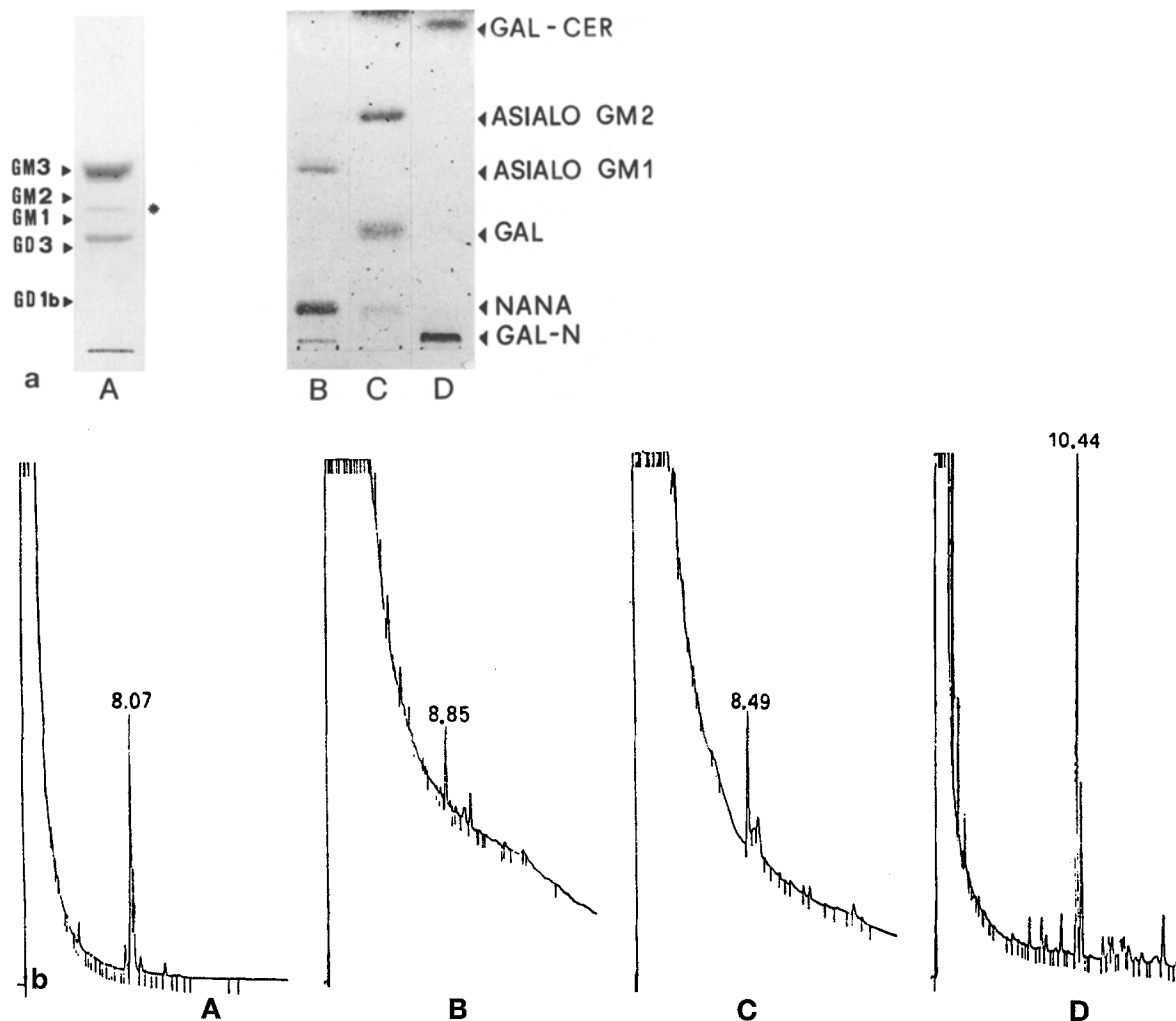 GAL-CER
ASIALO GM2
ASIALO GM1
GAL
NANA
GAL-N
GM3
GM2
*
GM1
GD3
GD1b
a
A
B C D
8.07
8.85
8.49
10.44
b
A B C D